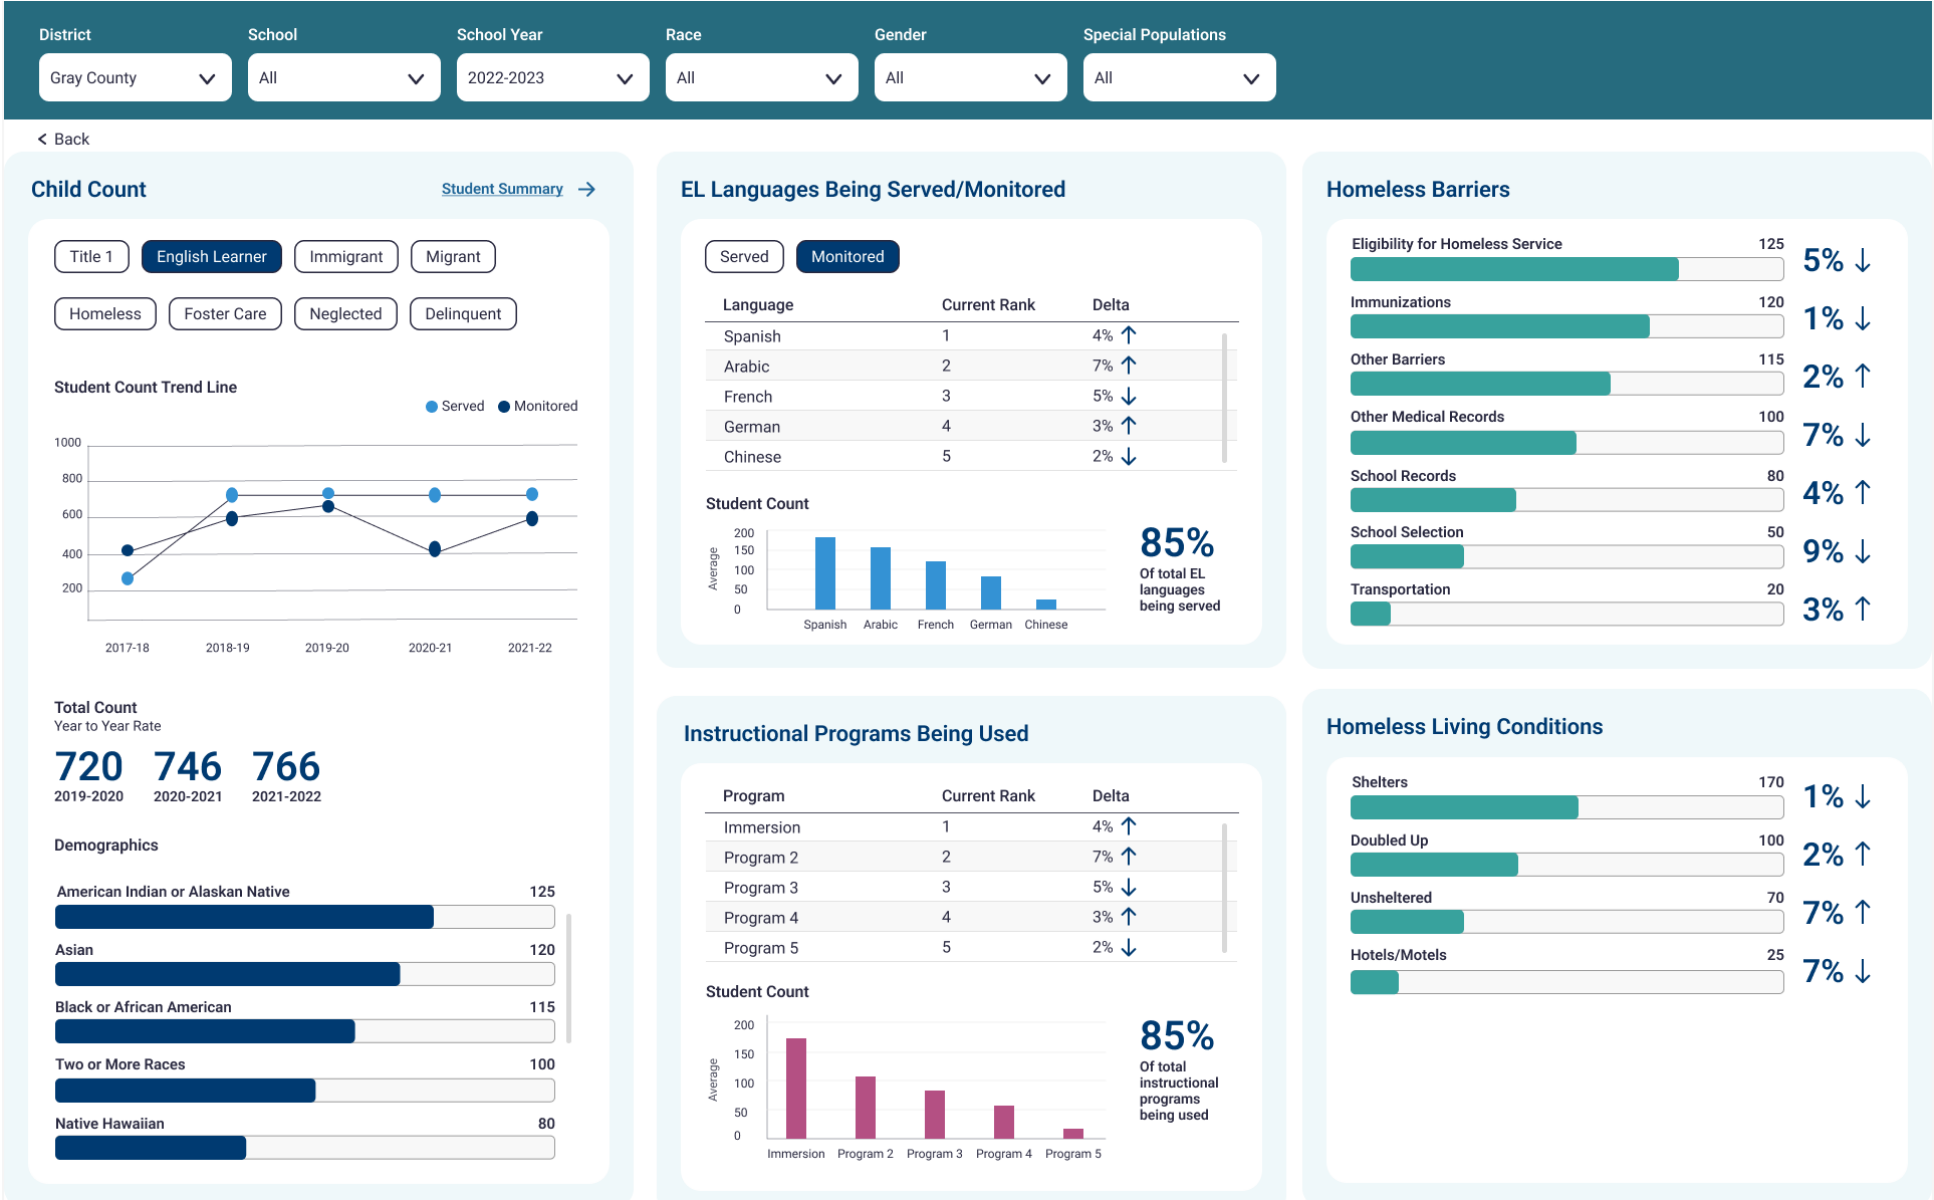 District
School
School Year
Race
Gender
Special Populations
Gray County
All
2022-2023
All
All
All
Back
Child Count
Student Summary
Title 1
English Learner
Immigrant
Migrant
Homeless
Foster Care
Neglected
Delinquent
Student Count Trend Line
Served
Monitored
1000
800
600
400
200
2017-18
2018-19
2019-20
2020-21
2021-22
Total Count
Year to Year Rate
720
746
766
2019-2020
2020-2021
2021-2022
Demographics
American Indian or Alaskan Native 125
Asian 120
Black or African American 115
Two or More Races 100
Native Hawaiian 80
EL Languages Being Served/Monitored
Served
Monitored
Language Current Rank Delta
Spanish 1 4%
Arabic 2 7%
French 3 5%
German 4 3%
Chinese 5 2%
Student Count
Average
200
150
100
50
0
Spanish
Arabic
French
German
Chinese
85%
Of total EL
languages
being served
Instructional Programs Being Used
Program Current Rank Delta
Immersion 1 4%
Program 2 2 7%
Program 3 3 5%
Program 4 4 3%
Program 5 5 2%
Student Count
Average
200
150
100
50
0
Immersion
Program 2
Program 3
Program 4
Program 5
85%
Of total
instructional
programs
being used
Homeless Barriers
Eligibility for Homeless Service 125
5%
Immunizations 120
1%
Other Barriers 115
2%
Other Medical Records 100
7%
School Records 80
4%
School Selection 50
9%
Transportation 20
3%
Homeless Living Conditions
Shelters 170
1%
Doubled Up 100
2%
Unsheltered 70
7%
Hotels/Motels 25
7%